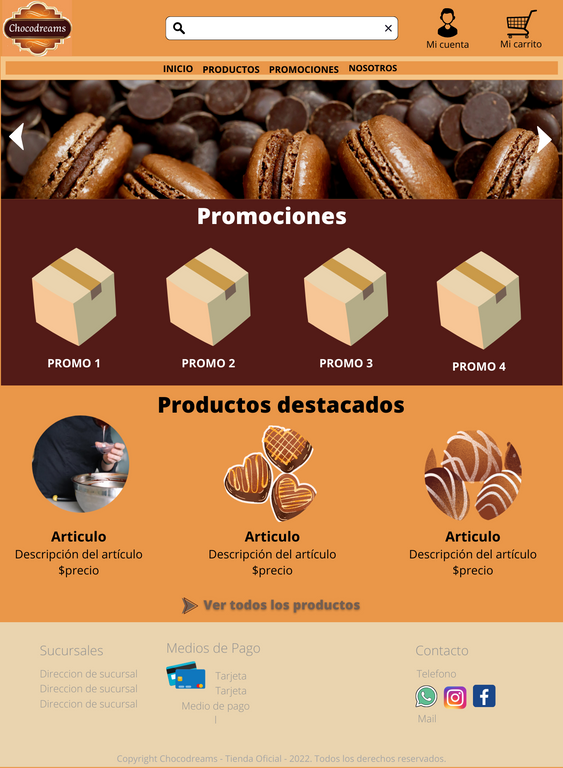 Chocodreams
Mi cuenta
Mi carrito
INICIO PRODUCTOS PROMOCIONES NOSOTROS
Promociones
PROMO 1 PROMO 2 PROMO 3 PROMO 4
Productos destacados
Articulo Articulo Articulo
Descripción del artículo Descripción del artículo Descripción del artículo
$precio $precio $precio
Ver todos los productos
Sucursales
Direccion de sucursal
Direccion de sucursal
Direccion de sucursal
Medios de Pago
Tarjeta
Tarjeta
Medio de pago
l
Contacto
Telefono
Mail
Copyright Chocodreams - Tienda Oficial - 2022. Todos los derechos reservados.